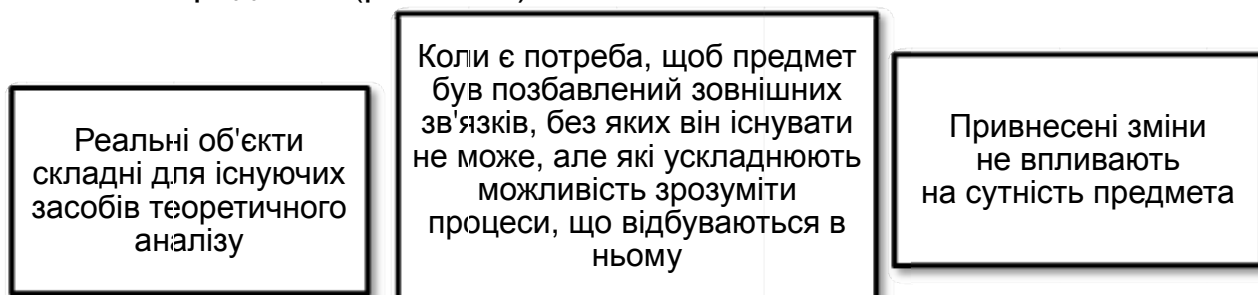 Реальні об'єкти
складні для існуючих
засобів теоретичного
аналізу
Коли є потреба, щоб предмет
був позбавлений зовнішних
зв'язків, без яких він існувати
не може, але які ускладнюють
можливість зрозуміти
процеси, що відбуваються в
ньому
Привнесені зміни
не впливають
на сутність предмета